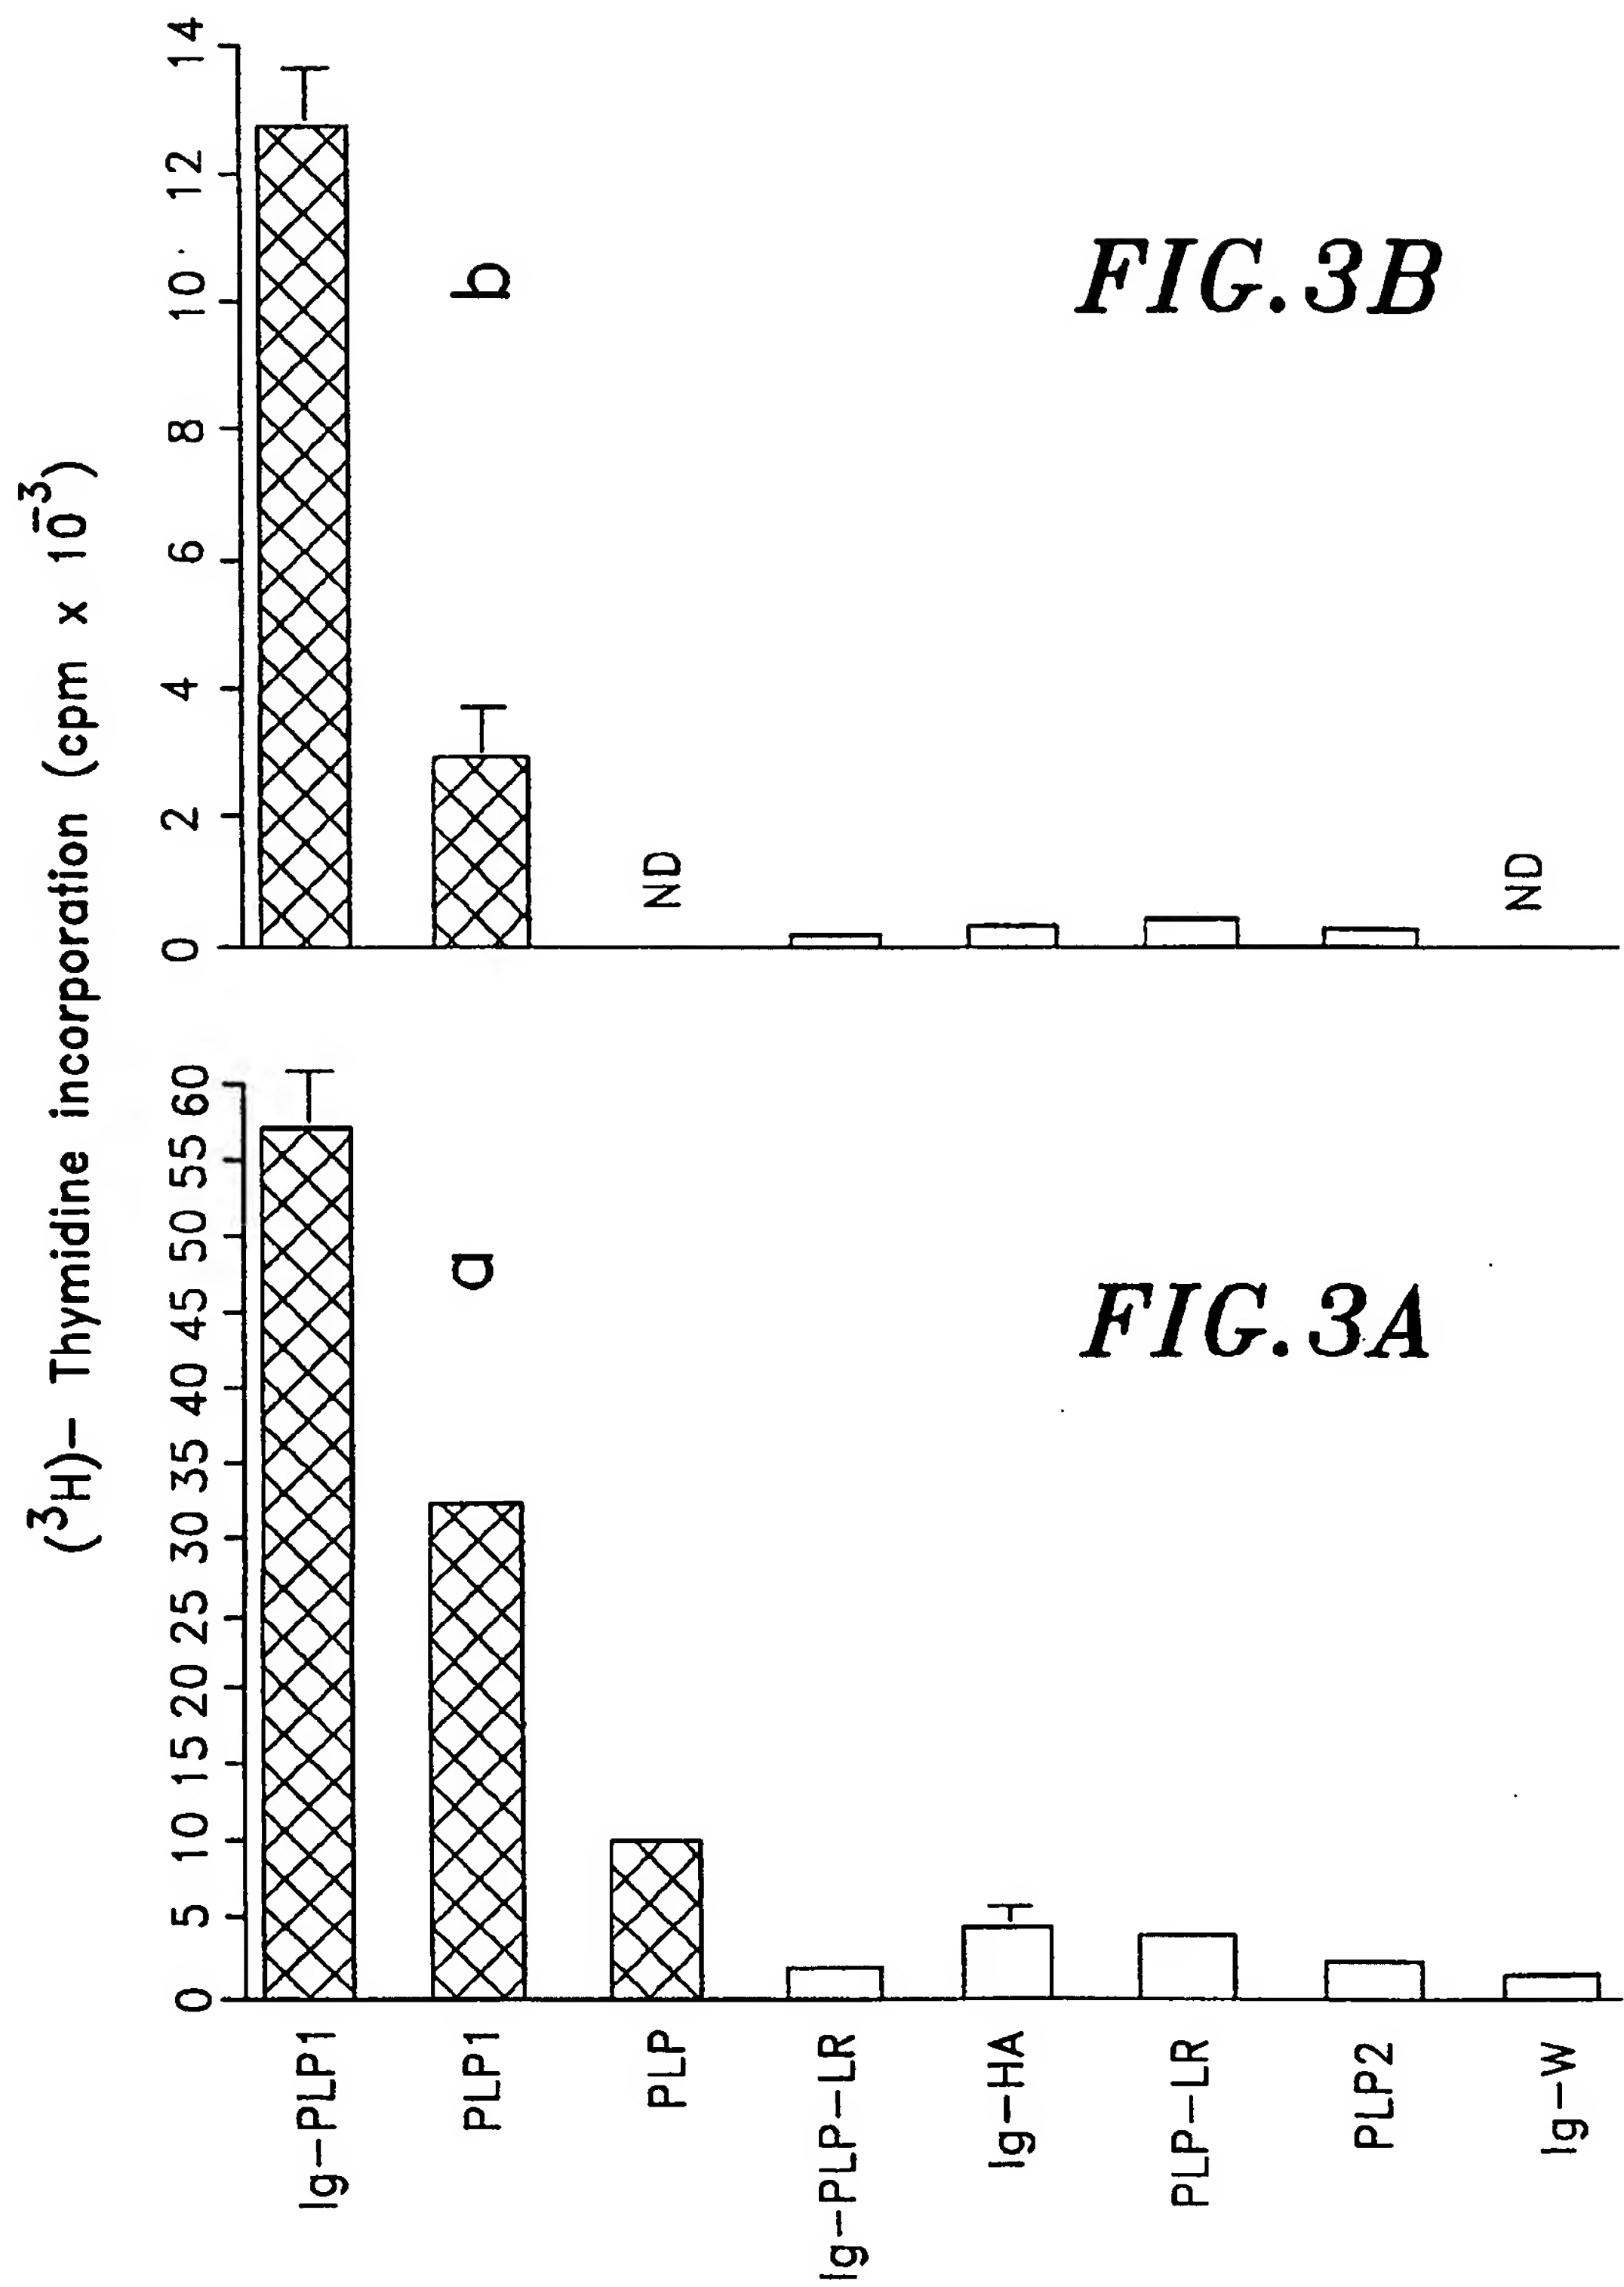 (³H)– Thymidine incorporation (cpm x 10⁻³)
0 5 10 15 20 25 30 35 40 45 50 55 60
0 2 4 6 8 10 12 14
a
b
ND
ND
Ig–PLP1
PLP1
PLP
Ig–PLP–LR
Ig–HA
PLP–LR
PLP2
Ig–W
FIG.3A
FIG.3B